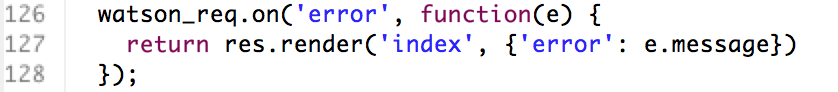 126 watson_req.on('error', function(e) {
127 return res.render('index', {'error': e.message})
128 });